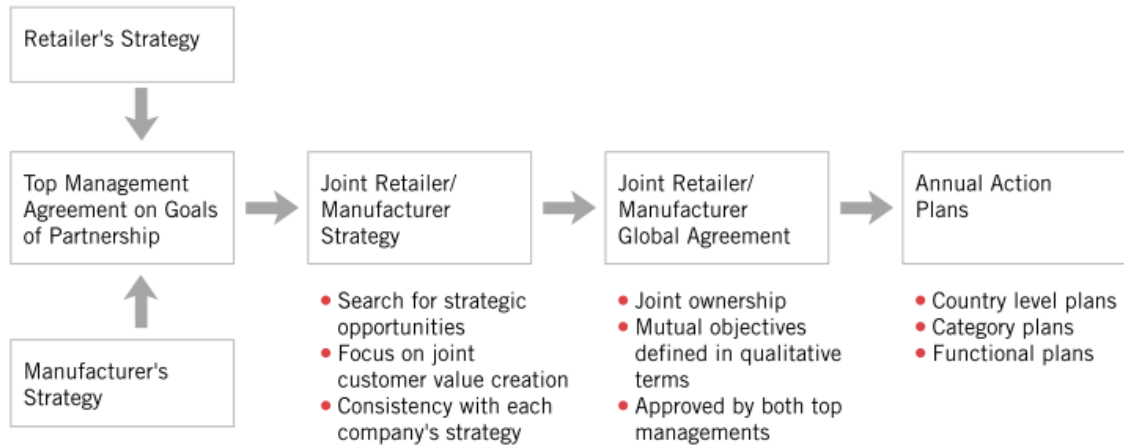 Retailer's Strategy
Top Management
Agreement on Goals
of Partnership
Manufacturer's
Strategy
Joint Retailer/
Manufacturer
Strategy
• Search for strategic
opportunities
• Focus on joint
customer value creation
• Consistency with each
company's strategy
Joint Retailer/
Manufacturer
Global Agreement
• Joint ownership
• Mutual objectives
defined in qualitative
terms
• Approved by both top
managements
Annual Action
Plans
• Country level plans
• Category plans
• Functional plans